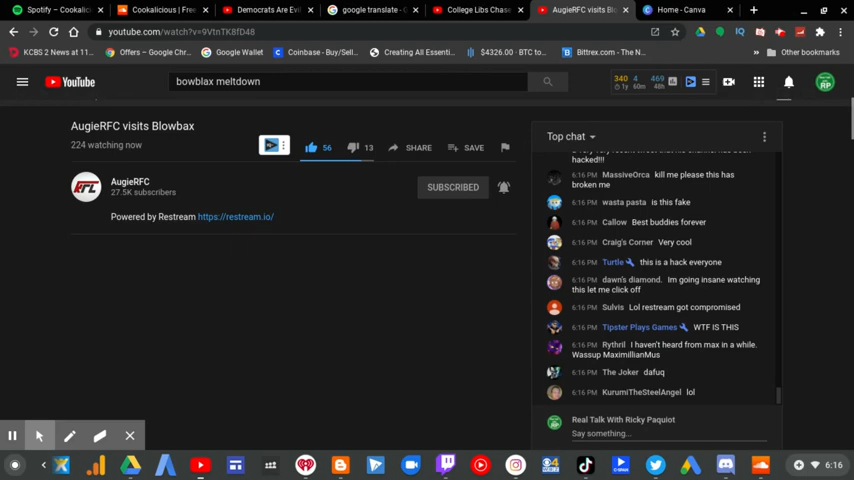 Spotify – Cookalici
Cookalicious | Free
Democrats Are Evil
google translate - G
College Libs Chase
AugieRFC visits Bl
Home - Canva
youtube.com/watch?v=9VtnTK8fD48
KCBS 2 News at 11...
Offers – Google Chr...
Google Wallet
Coinbase - Buy/Sell...
Creating All Essenti...
$4326.00 - BTC to...
Bittrex.com - The N...
Other bookmarks
YouTube
bowblax meltdown
340 4 469
1y 60m 48h
RP
AugieRFC visits Blowbax
224 watching now
56
13
SHARE
SAVE
RFL
AugieRFC
27.5K subscribers
SUBSCRIBED
Powered by Restream https://restream.io/
Top chat
hacked!!!
6:16 PM MassiveOrca kill me please this has
broken me
6:16 PM wasta pasta is this fake
6:16 PM Callow Best buddies forever
6:16 PM Craig's Corner Very cool
6:16 PM Turtle this is a hack everyone
6:16 PM dawn's diamond. Im going insane watching
this let me click off
6:16 PM Sulvis Lol restream got compromised
6:16 PM Tipster Plays Games WTF IS THIS
6:16 PM Rythril I haven't heard from max in a while.
Wassup MaximillianMus
6:16 PM The Joker dafuq
6:16 PM KurumiTheSteelAngel lol
RP
Real Talk With Ricky Paquiot
Say something...
6:16